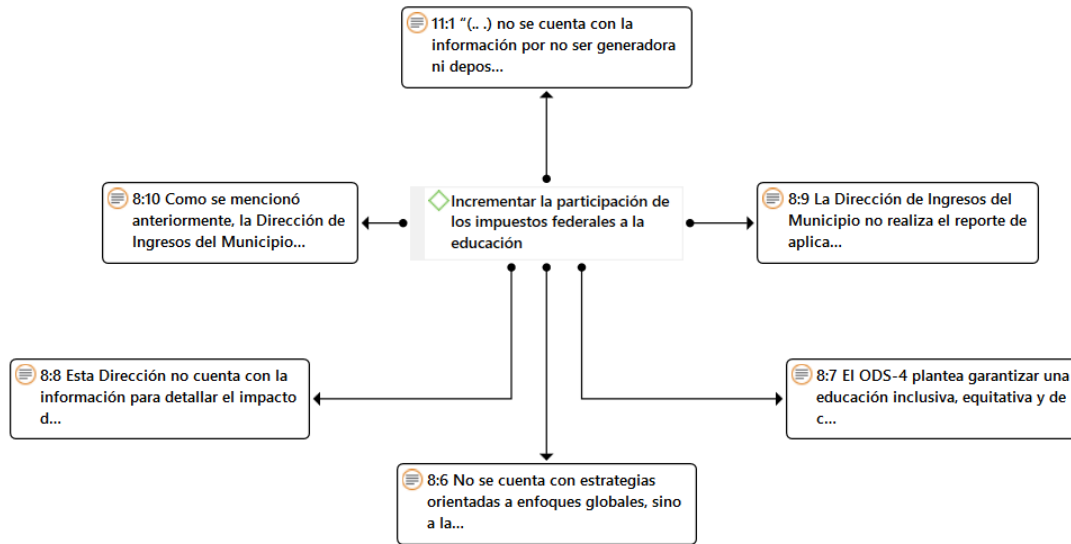 11:1 “(.. .) no se cuenta con la
información por no ser generadora
ni depos...
8:10 Como se mencionó
anteriormente, la Dirección de
Ingresos del Municipio...
Incrementar la participación de
los impuestos federales a la
educación
8:9 La Dirección de Ingresos del
Municipio no realiza el reporte de
aplica...
8:8 Esta Dirección no cuenta con la
información para detallar el impacto
d...
8:7 El ODS-4 plantea garantizar una
educación inclusiva, equitativa y de
c...
8:6 No se cuenta con estrategias
orientadas a enfoques globales, sino
a la...